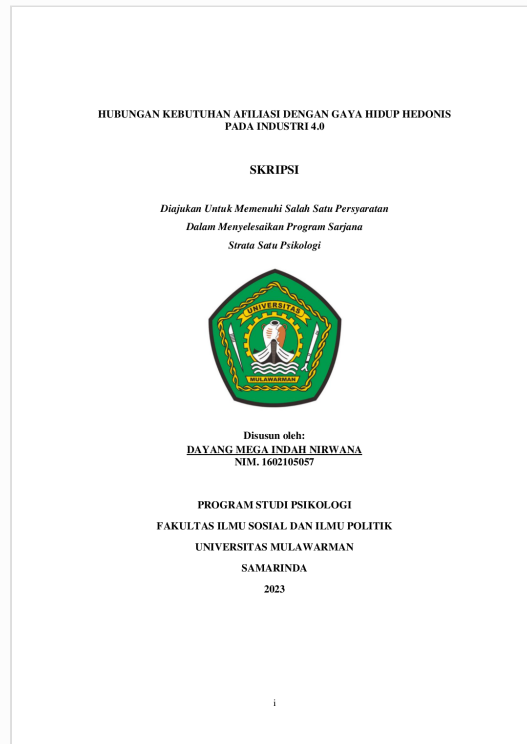 HUBUNGAN KEBUTUHAN AFILIASI DENGAN GAYA HIDUP HEDONIS
PADA INDUSTRI 4.0
SKRIPSI
Diajukan Untuk Memenuhi Salah Satu Persyaratan
Dalam Menyelesaikan Program Sarjana
Strata Satu Psikologi
UNIVERSITAS
MULAWARMAN
Disusun oleh:
DAYANG MEGA INDAH NIRWANA
NIM. 1602105057
PROGRAM STUDI PSIKOLOGI
FAKULTAS ILMU SOSIAL DAN ILMU POLITIK
UNIVERSITAS MULAWARMAN
SAMARINDA
2023
i